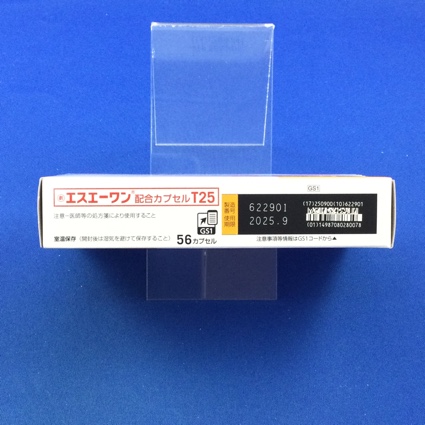 GS1
劇 エスエーワン® 配合カプセルT25
注意-医師等の処方箋により使用すること
GS1
室温保存 (開封後は湿気を避けて保存すること) 56カプセル
製造番号 622901
使用期限 2025.9
(17)250900(10)622901
(01)14987080280078
注意事項等情報はGS1コードから▲